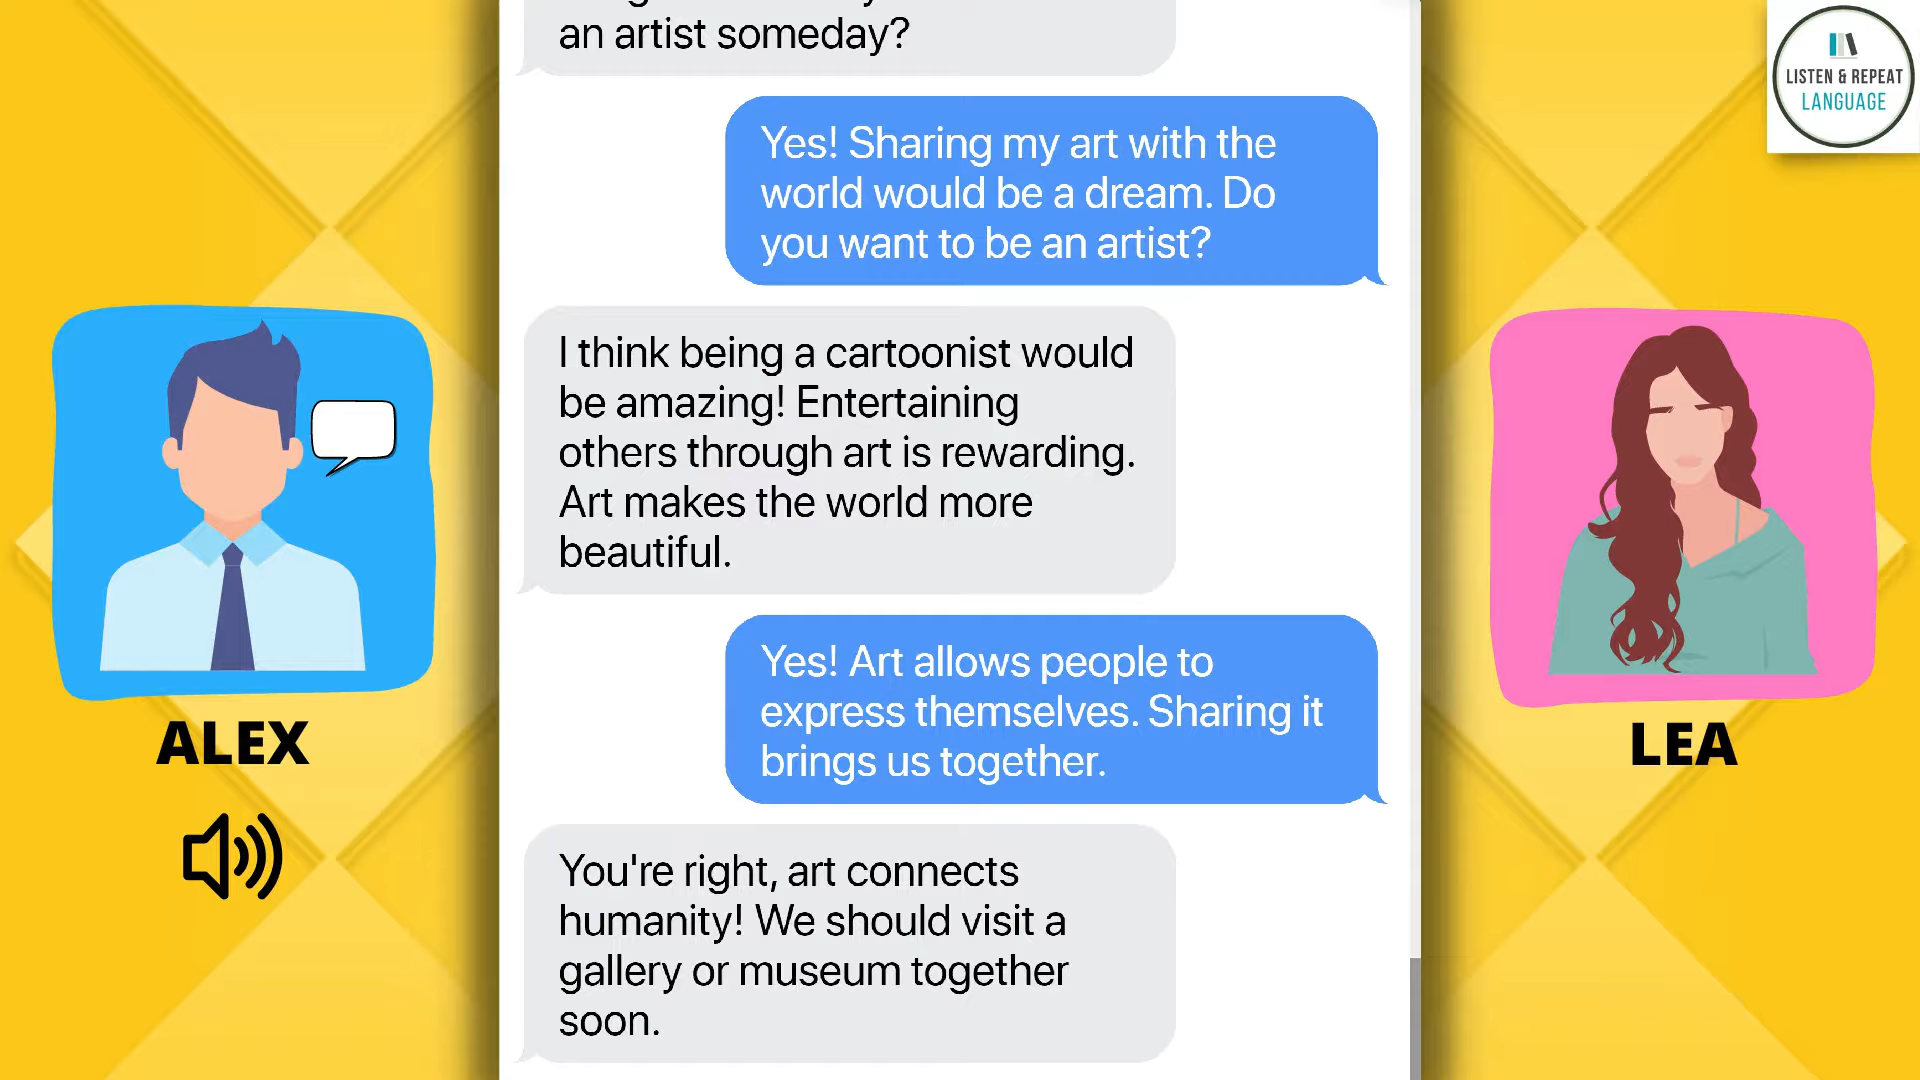 an artist someday?
LISTEN & REPEAT
LANGUAGE
Yes! Sharing my art with the
world would be a dream. Do
you want to be an artist?
I think being a cartoonist would
be amazing! Entertaining
others through art is rewarding.
Art makes the world more
beautiful.
Yes! Art allows people to
express themselves. Sharing it
brings us together.
ALEX
LEA
You're right, art connects
humanity! We should visit a
gallery or museum together
soon.